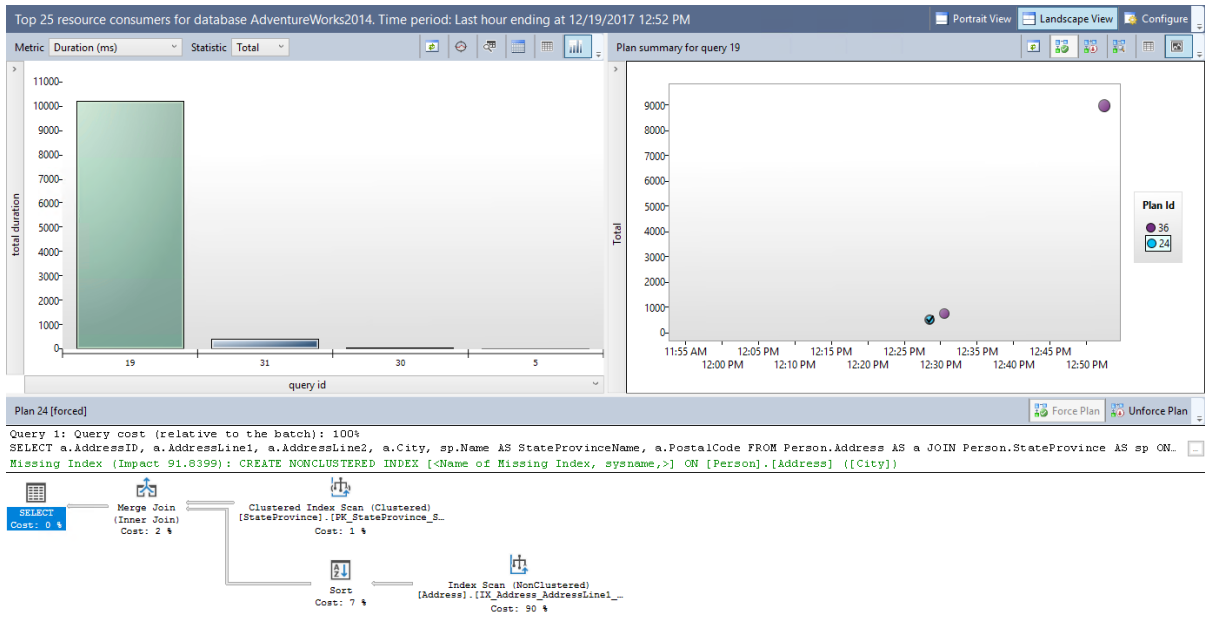 Top 25 resource consumers for database AdventureWorks2014. Time period: Last hour ending at 12/19/2017 12:52 PM
Portrait View
Landscape View
Configure
Metric Duration (ms) Statistic Total
Plan summary for query 19
total duration
11000
10000
9000
8000
7000
6000
5000
4000
3000
2000
1000
0
19 31 30 5
query id
Total
9000
8000
7000
6000
5000
4000
3000
2000
1000
0
11:55 AM 12:05 PM 12:15 PM 12:25 PM 12:35 PM 12:45 PM
12:00 PM 12:10 PM 12:20 PM 12:30 PM 12:40 PM 12:50 PM
Plan Id
36
24
Plan 24 [forced]
Force Plan
Unforce Plan
Query 1: Query cost (relative to the batch): 100%
SELECT a.AddressID, a.AddressLine1, a.AddressLine2, a.City, sp.Name AS StateProvinceName, a.PostalCode FROM Person.Address AS a JOIN Person.StateProvince AS sp ON…
Missing Index (Impact 91.8399): CREATE NONCLUSTERED INDEX [<Name of Missing Index, sysname,>] ON [Person].[Address] ([City])
SELECT
Cost: 0 %
Merge Join
(Inner Join)
Cost: 2 %
Clustered Index Scan (Clustered)
[StateProvince].[PK_StateProvince_S…
Cost: 1 %
Sort
Cost: 7 %
Index Scan (NonClustered)
[Address].[IX_Address_AddressLine1_…
Cost: 90 %